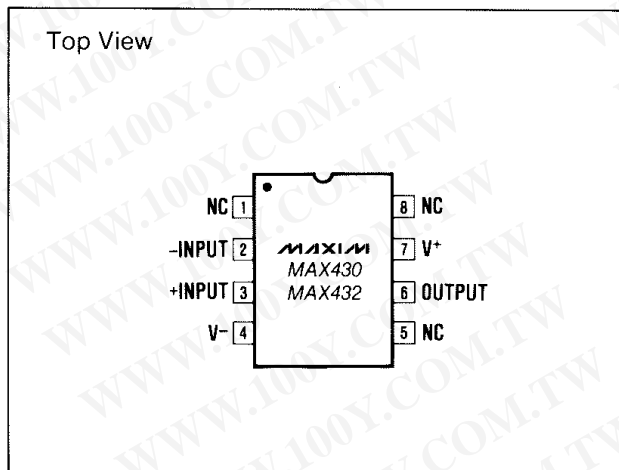 Top View
NC 1
8 NC
-INPUT 2
7 V+
+INPUT 3
6 OUTPUT
V- 4
5 NC
MAXIM
MAX430
MAX432
WWW.100Y.COM.TW